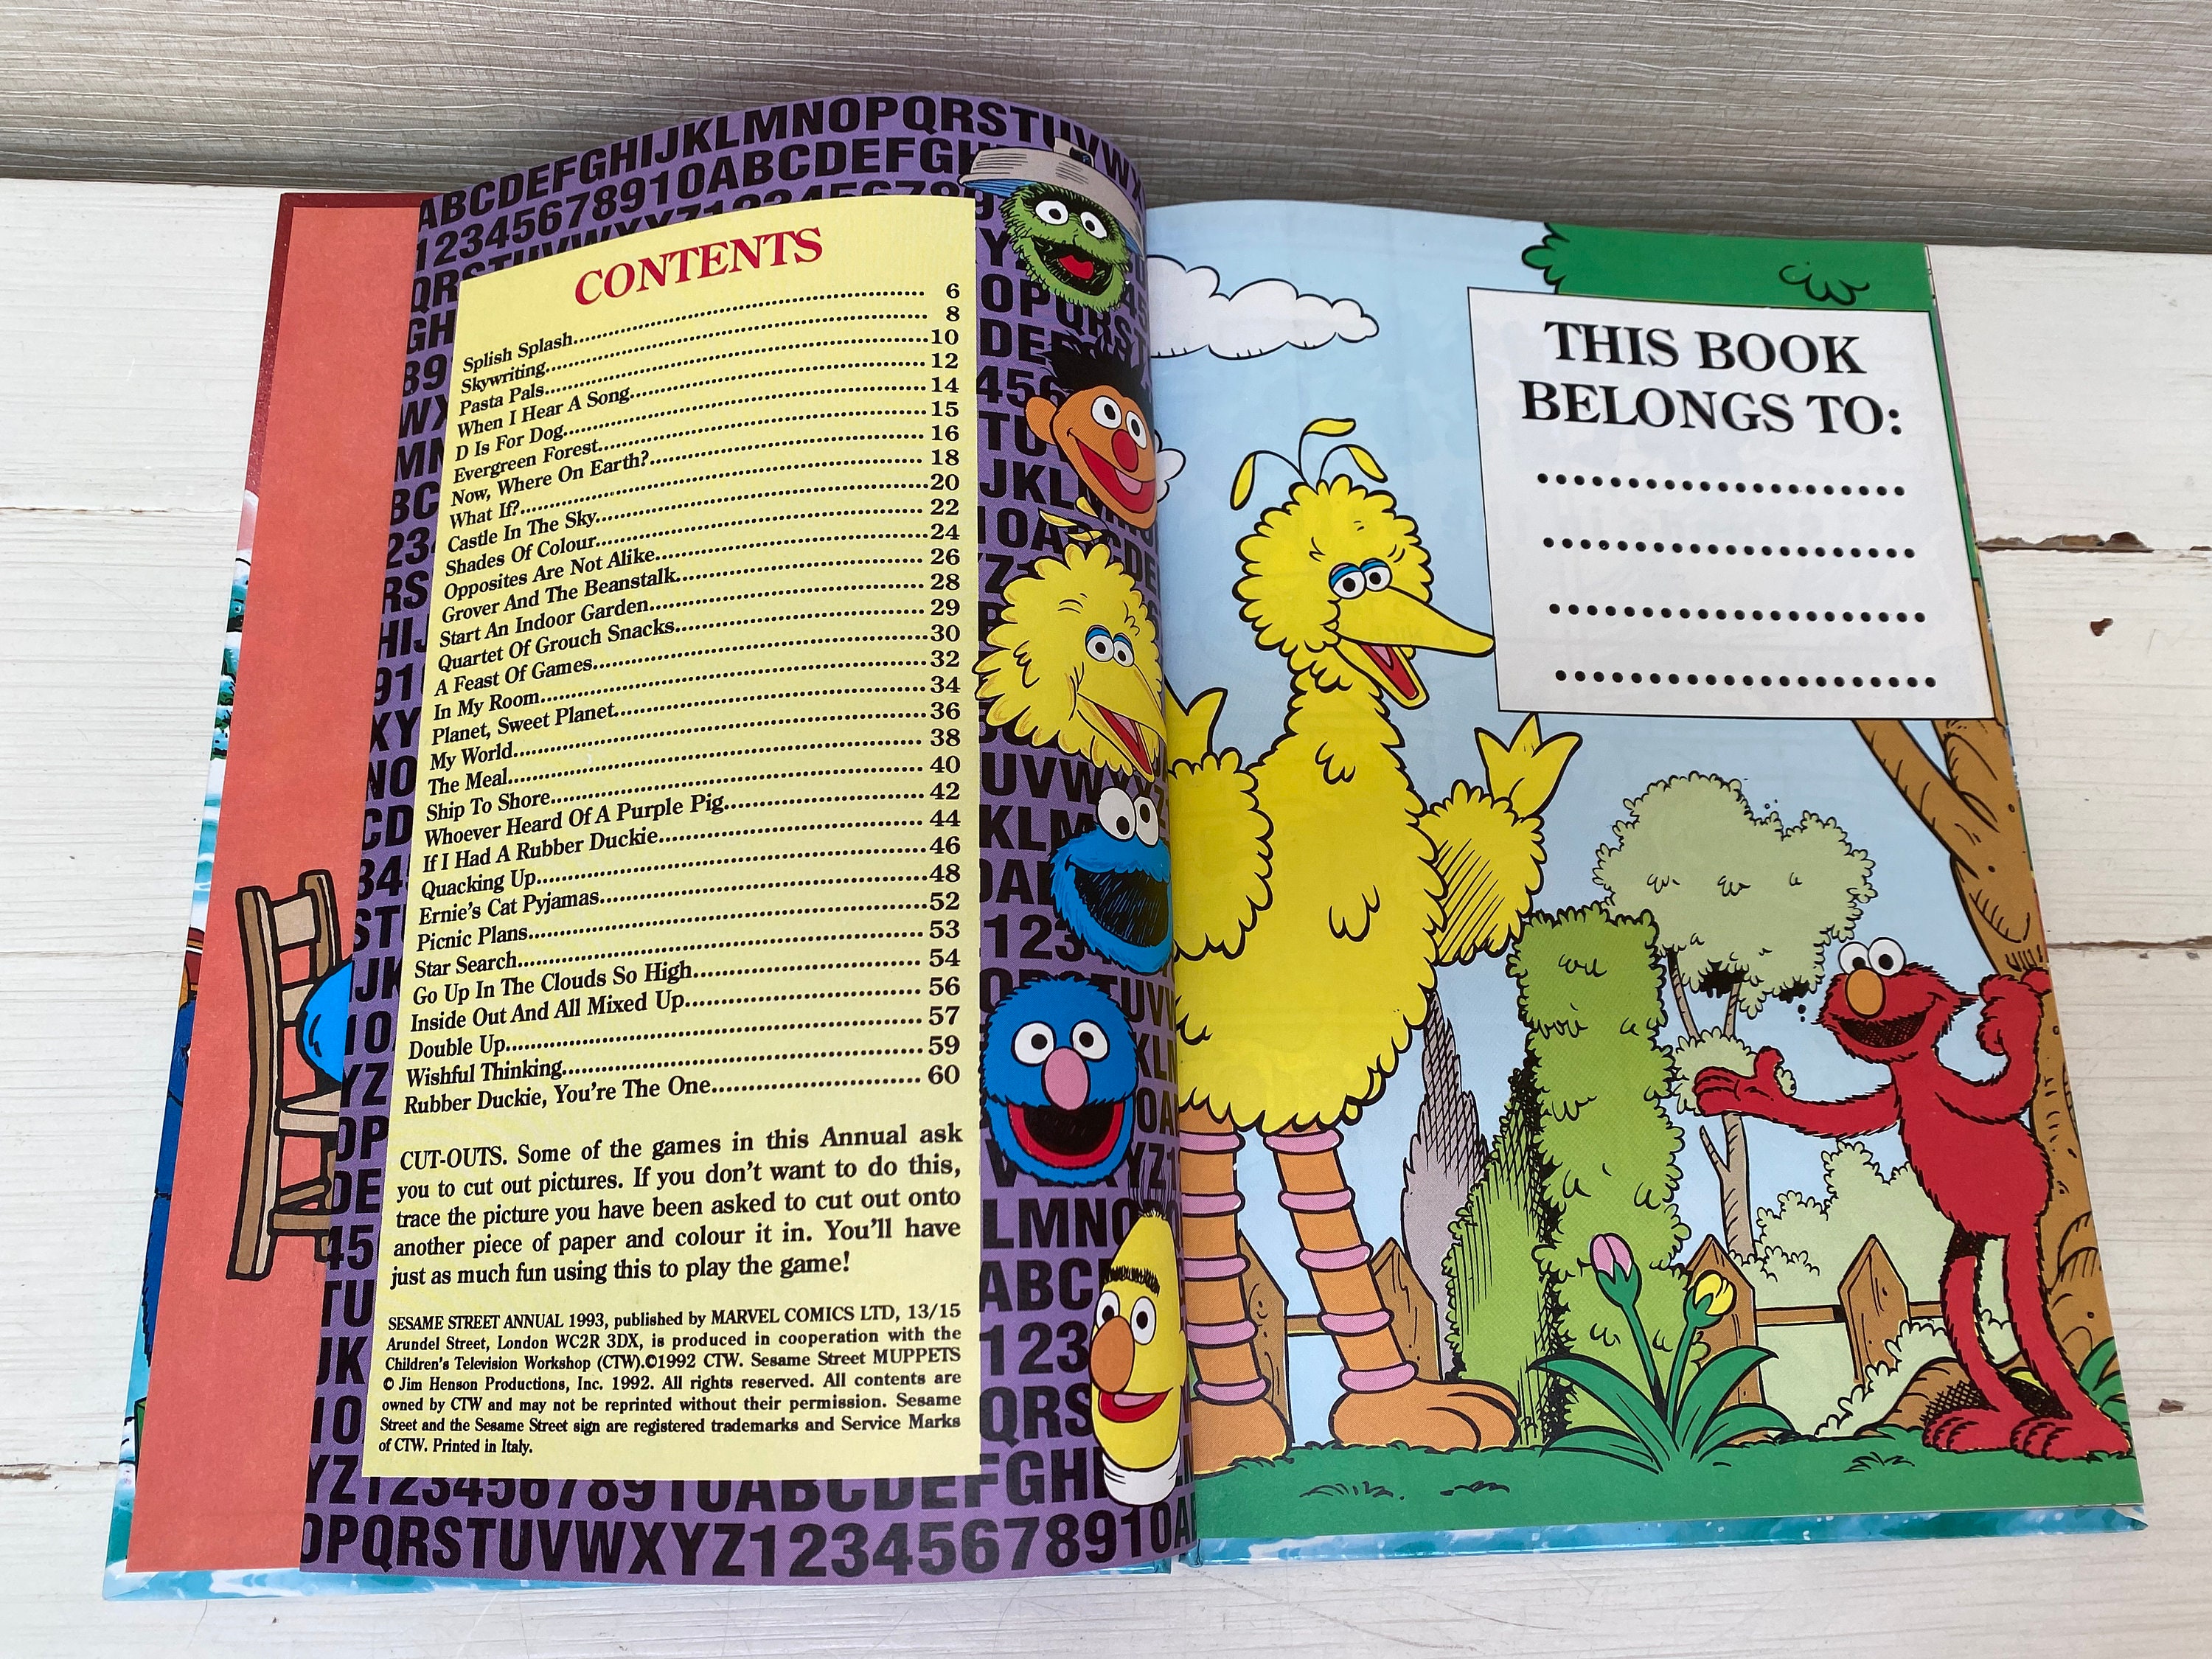 ABCDEFGHIJKLMNOPQRSTUVW
12345678910ABCDEFGH
CONTENTS
Splish Splash 6
Skywriting 8
Pasta Pals 10
When I Hear A Song 12
D Is For Dog 14
Evergreen Forest 15
Now, Where On Earth? 16
What If? 18
Castle In The Sky 20
Shades Of Colour 22
Opposites Are Not Alike 24
Grover And The Beanstalk 26
Start An Indoor Garden 28
Quartet Of Grouch Snacks 29
A Feast Of Games 30
In My Room 32
Planet, Sweet Planet 34
My World 36
The Meal 38
Ship To Shore 40
Whoever Heard Of A Purple Pig 42
If I Had A Rubber Duckie 44
Quacking Up 46
Ernie's Cat Pyjamas 48
Picnic Plans 52
Star Search 53
Go Up In The Clouds So High 54
Inside Out And All Mixed Up 56
Double Up 57
Wishful Thinking 59
Rubber Duckie, You're The One 60
CUT-OUTS. Some of the games in this Annual ask
you to cut out pictures. If you don't want to do this,
trace the picture you have been asked to cut out onto
another piece of paper and colour it in. You'll have
just as much fun using this to play the game!
SESAME STREET ANNUAL 1993, published by MARVEL COMICS LTD, 13/15
Arundel Street, London WC2R 3DX, is produced in cooperation with the
Children's Television Workshop (CTW).©1992 CTW. Sesame Street MUPPETS
© Jim Henson Productions, Inc. 1992. All rights reserved. All contents are
owned by CTW and may not be reprinted without their permission. Sesame
Street and the Sesame Street sign are registered trademarks and Service Marks
of CTW. Printed in Italy.
YZ12345678910ABCDEFGHI
OPQRSTUVWXYZ12345678910A
THIS BOOK
BELONGS TO: